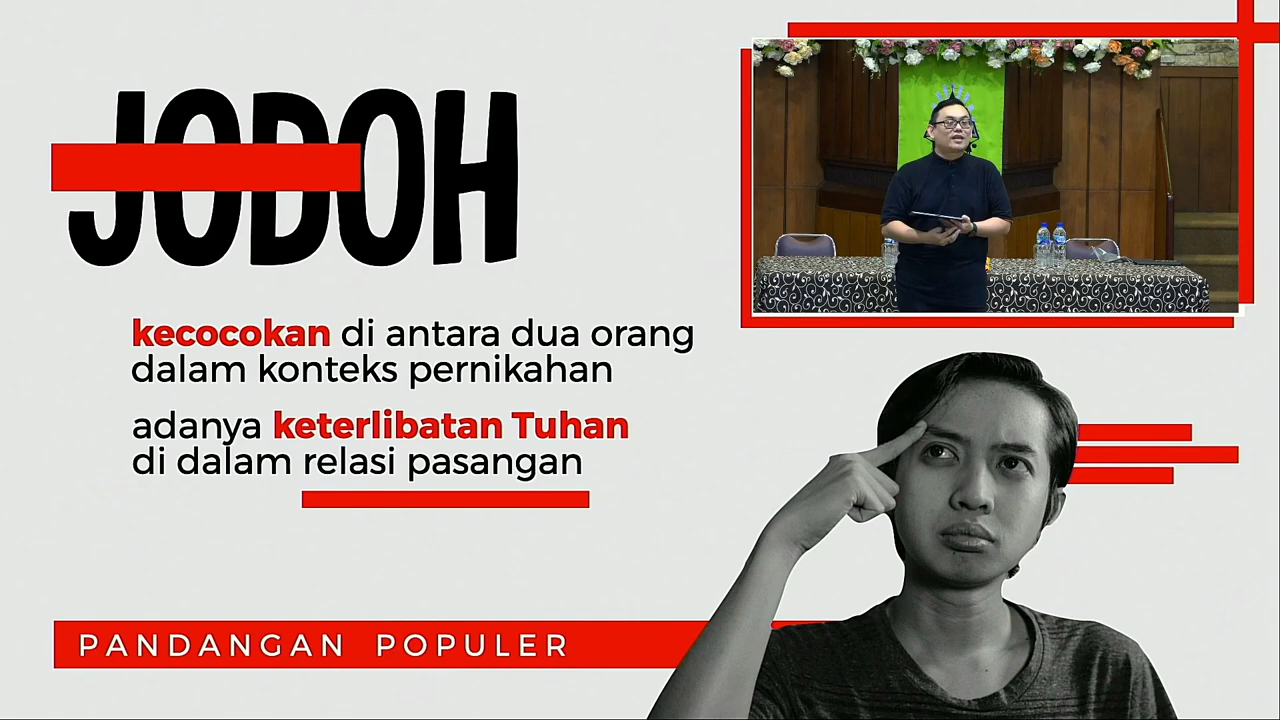 JODOH
kecocokan di antara dua orang
dalam konteks pernikahan
adanya keterlibatan Tuhan
di dalam relasi pasangan
PANDANGAN POPULER